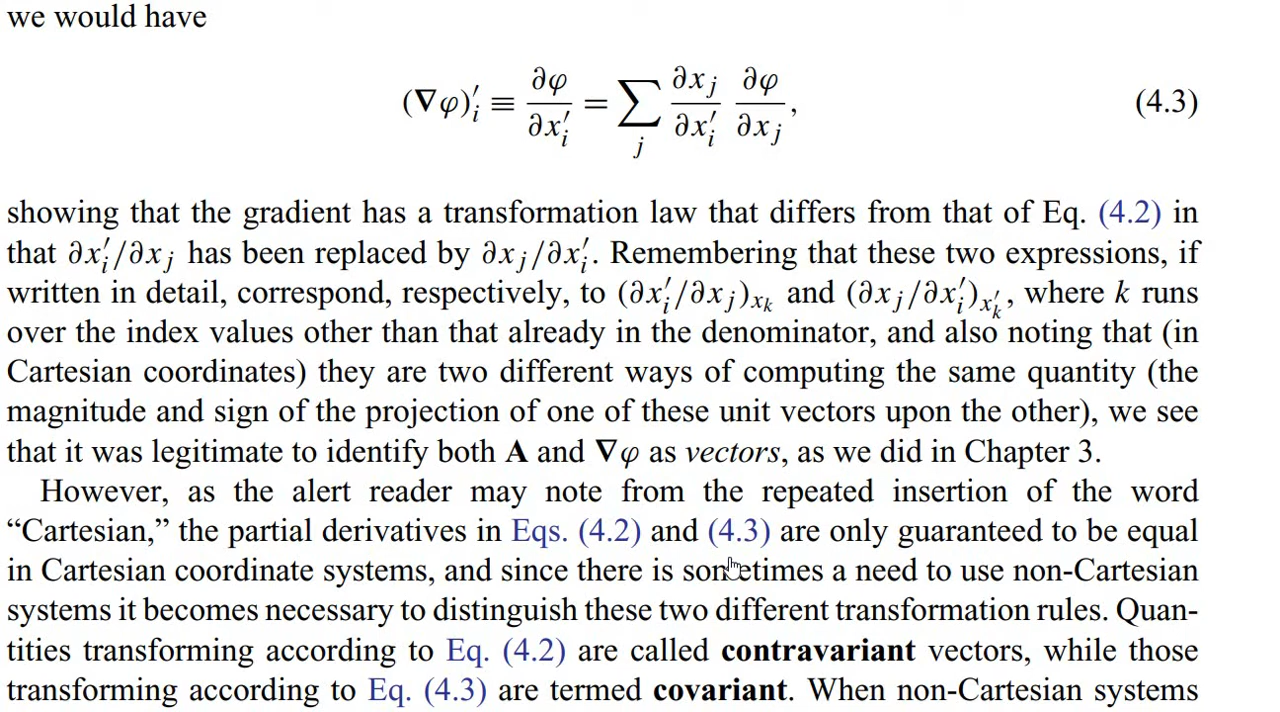 we would have
(∇φ)′ᵢ ≡ ∂φ/∂x′ᵢ = ∑ⱼ ∂xⱼ/∂x′ᵢ ∂φ/∂xⱼ, (4.3)
showing that the gradient has a transformation law that differs from that of Eq. (4.2) in
that ∂x′ᵢ/∂xⱼ has been replaced by ∂xⱼ/∂x′ᵢ. Remembering that these two expressions, if
written in detail, correspond, respectively, to (∂x′ᵢ/∂xⱼ)ₓₖ and (∂xⱼ/∂x′ᵢ)ₓ′ₖ, where k runs
over the index values other than that already in the denominator, and also noting that (in
Cartesian coordinates) they are two different ways of computing the same quantity (the
magnitude and sign of the projection of one of these unit vectors upon the other), we see
that it was legitimate to identify both A and ∇φ as vectors, as we did in Chapter 3.
However, as the alert reader may note from the repeated insertion of the word
“Cartesian,” the partial derivatives in Eqs. (4.2) and (4.3) are only guaranteed to be equal
in Cartesian coordinate systems, and since there is sometimes a need to use non-Cartesian
systems it becomes necessary to distinguish these two different transformation rules. Quan-
tities transforming according to Eq. (4.2) are called contravariant vectors, while those
transforming according to Eq. (4.3) are termed covariant. When non-Cartesian systems